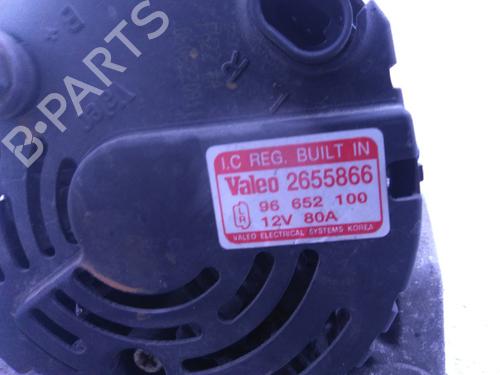 B-PARTS
I.C REG. BUILT IN
Valeo 2655866
L
R
96 652 100
12V 80A
VALEO ELECTRICAL SYSTEMS KOREA
B+
R